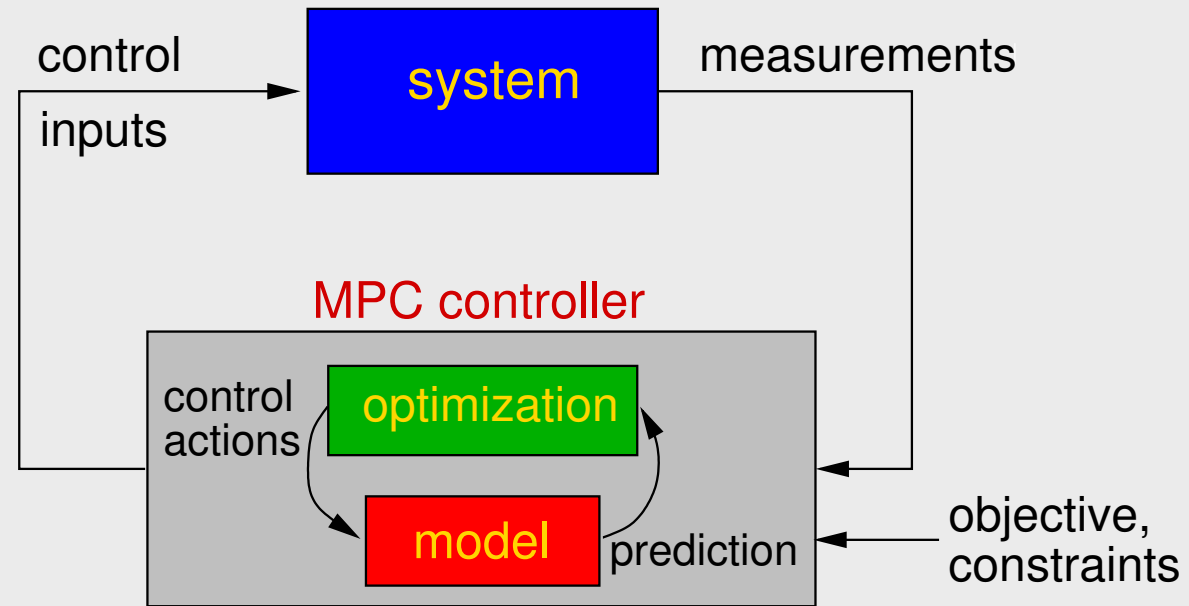 control
inputs
system
measurements
MPC controller
control
actions
optimization
model
prediction
objective,
constraints